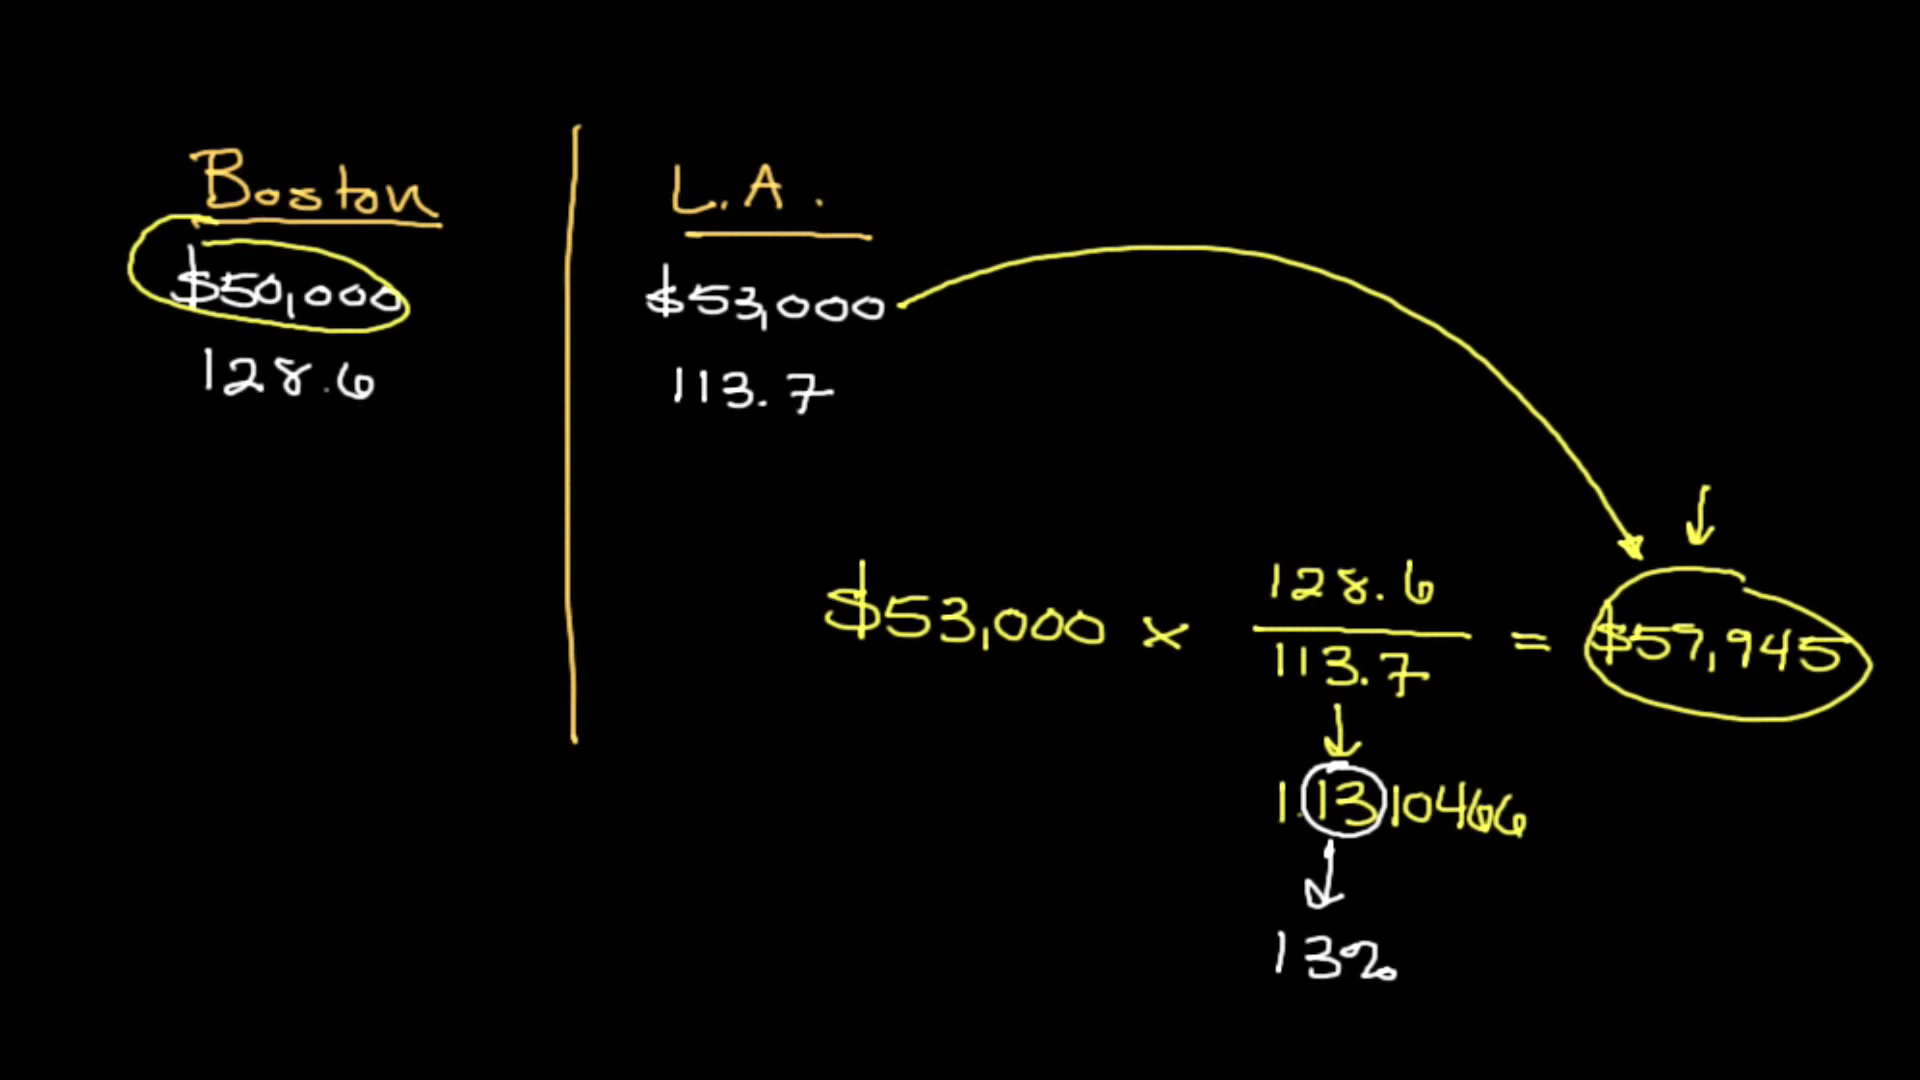 Boston
$50,000
128.6
L.A.
$53,000
113.7
$53,000 × 128.6 / 113.7 = $59,945
1.1310466
13%